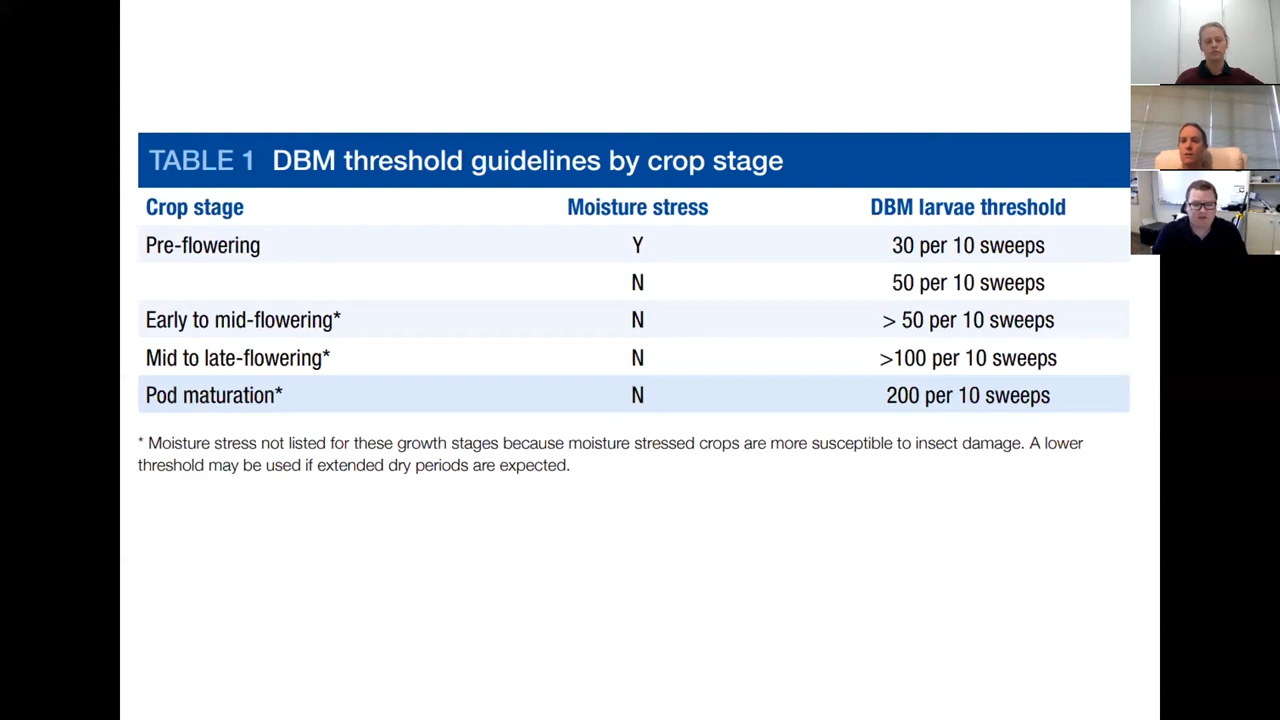 TABLE 1 DBM threshold guidelines by crop stage
Crop stage Moisture stress DBM larvae threshold
Pre-flowering Y 30 per 10 sweeps
N 50 per 10 sweeps
Early to mid-flowering* N > 50 per 10 sweeps
Mid to late-flowering* N >100 per 10 sweeps
Pod maturation* N 200 per 10 sweeps
* Moisture stress not listed for these growth stages because moisture stressed crops are more susceptible to insect damage. A lower
threshold may be used if extended dry periods are expected.